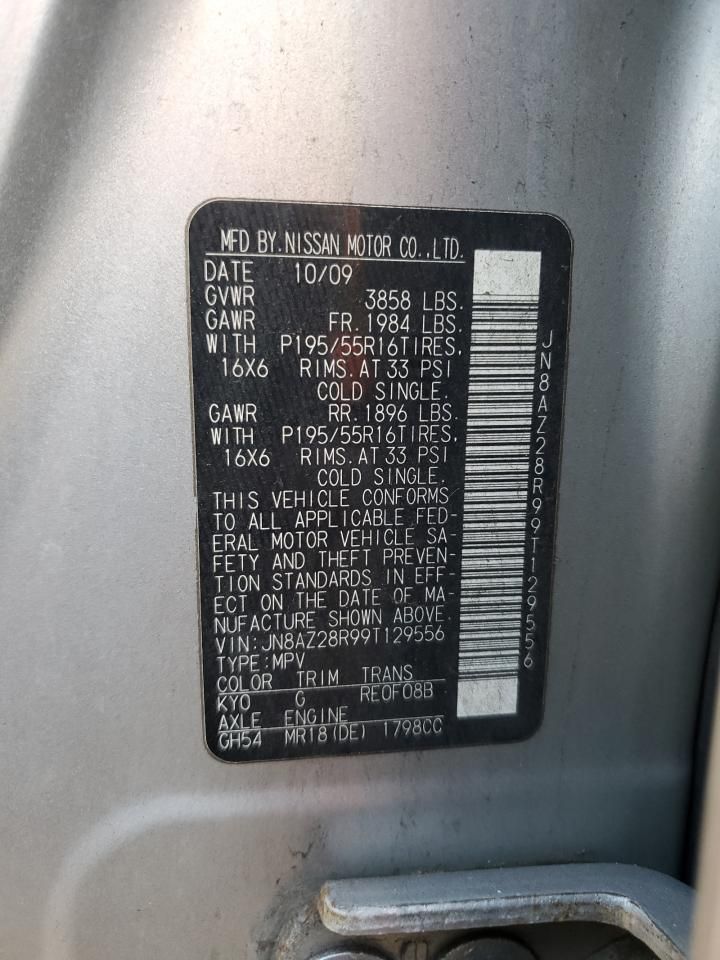 MFD BY.NISSAN MOTOR CO.,LTD.
DATE 10/09
GVWR 3858 LBS.
GAWR FR.1984 LBS.
WITH P195/55R16TIRES,
16X6 RIMS.AT 33 PSI
COLD SINGLE.
GAWR RR.1896 LBS.
WITH P195/55R16TIRES,
16X6 RIMS.AT 33 PSI
COLD SINGLE.
THIS VEHICLE CONFORMS
TO ALL APPLICABLE FED-
ERAL MOTOR VEHICLE SA-
FETY AND THEFT PREVEN-
TION STANDARDS IN EFF-
ECT ON THE DATE OF MA-
NUFACTURE SHOWN ABOVE.
VIN:JN8AZ28R99T129556
TYPE:MPV
COLOR TRIM TRANS
KY0 G RE0F08B
AXLE ENGINE
GH54 MR18(DE) 1798CC
JN8AZ28R99T129556